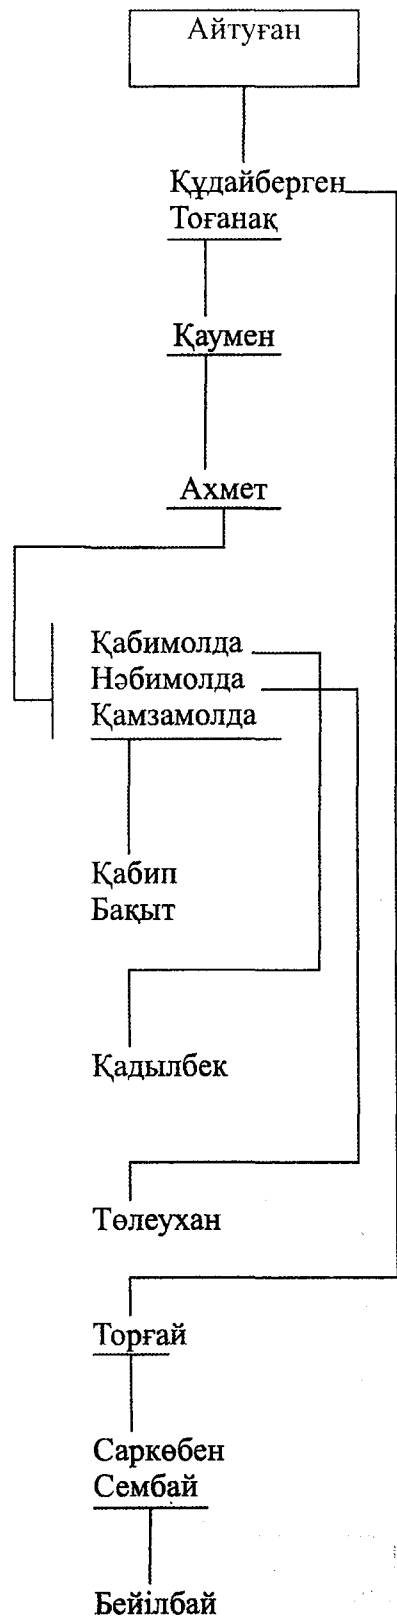 Айтуған
Құдайберген
Тоғанақ
Қаумен
Ахмет
Қабимолда
Нәбимолда
Қамзамолда
Қабип
Бақыт
Қадылбек
Төлеухан
Торғай
Саркөбен
Сембай
Бейілбай